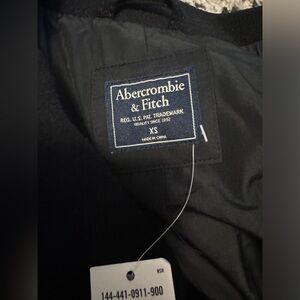 Abercrombie
& Fitch
REG. U.S. PAT. TRADEMARK
QUALITY SINCE 1892
XS
MADE IN CHINA
144-441-0911-900